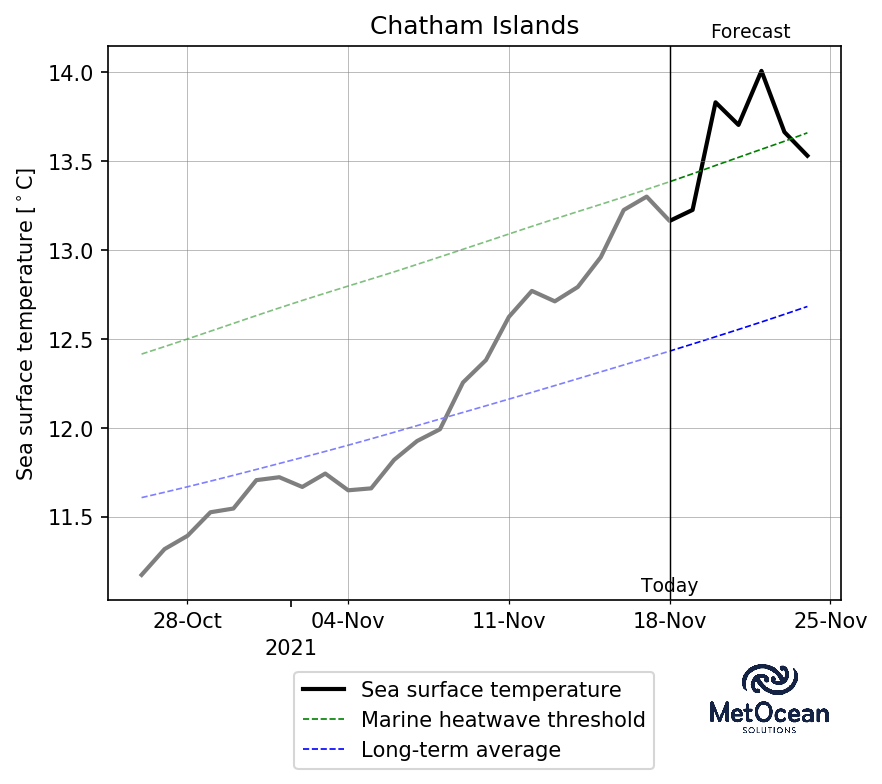 Chatham Islands
Forecast
Sea surface temperature [°C]
14.0
13.5
13.0
12.5
12.0
11.5
Today
28-Oct 04-Nov 11-Nov 18-Nov 25-Nov
2021
Sea surface temperature
Marine heatwave threshold
Long-term average
MetOcean
SOLUTIONS